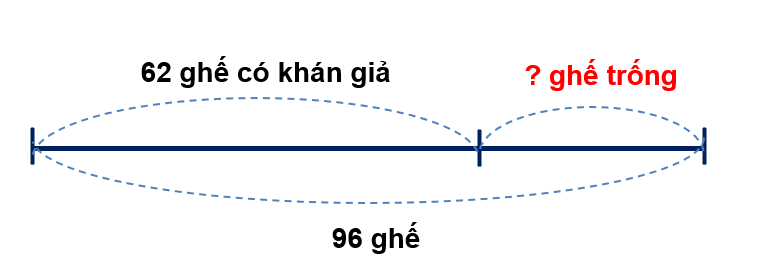 62 ghế có khán giả
? ghế trống
96 ghế